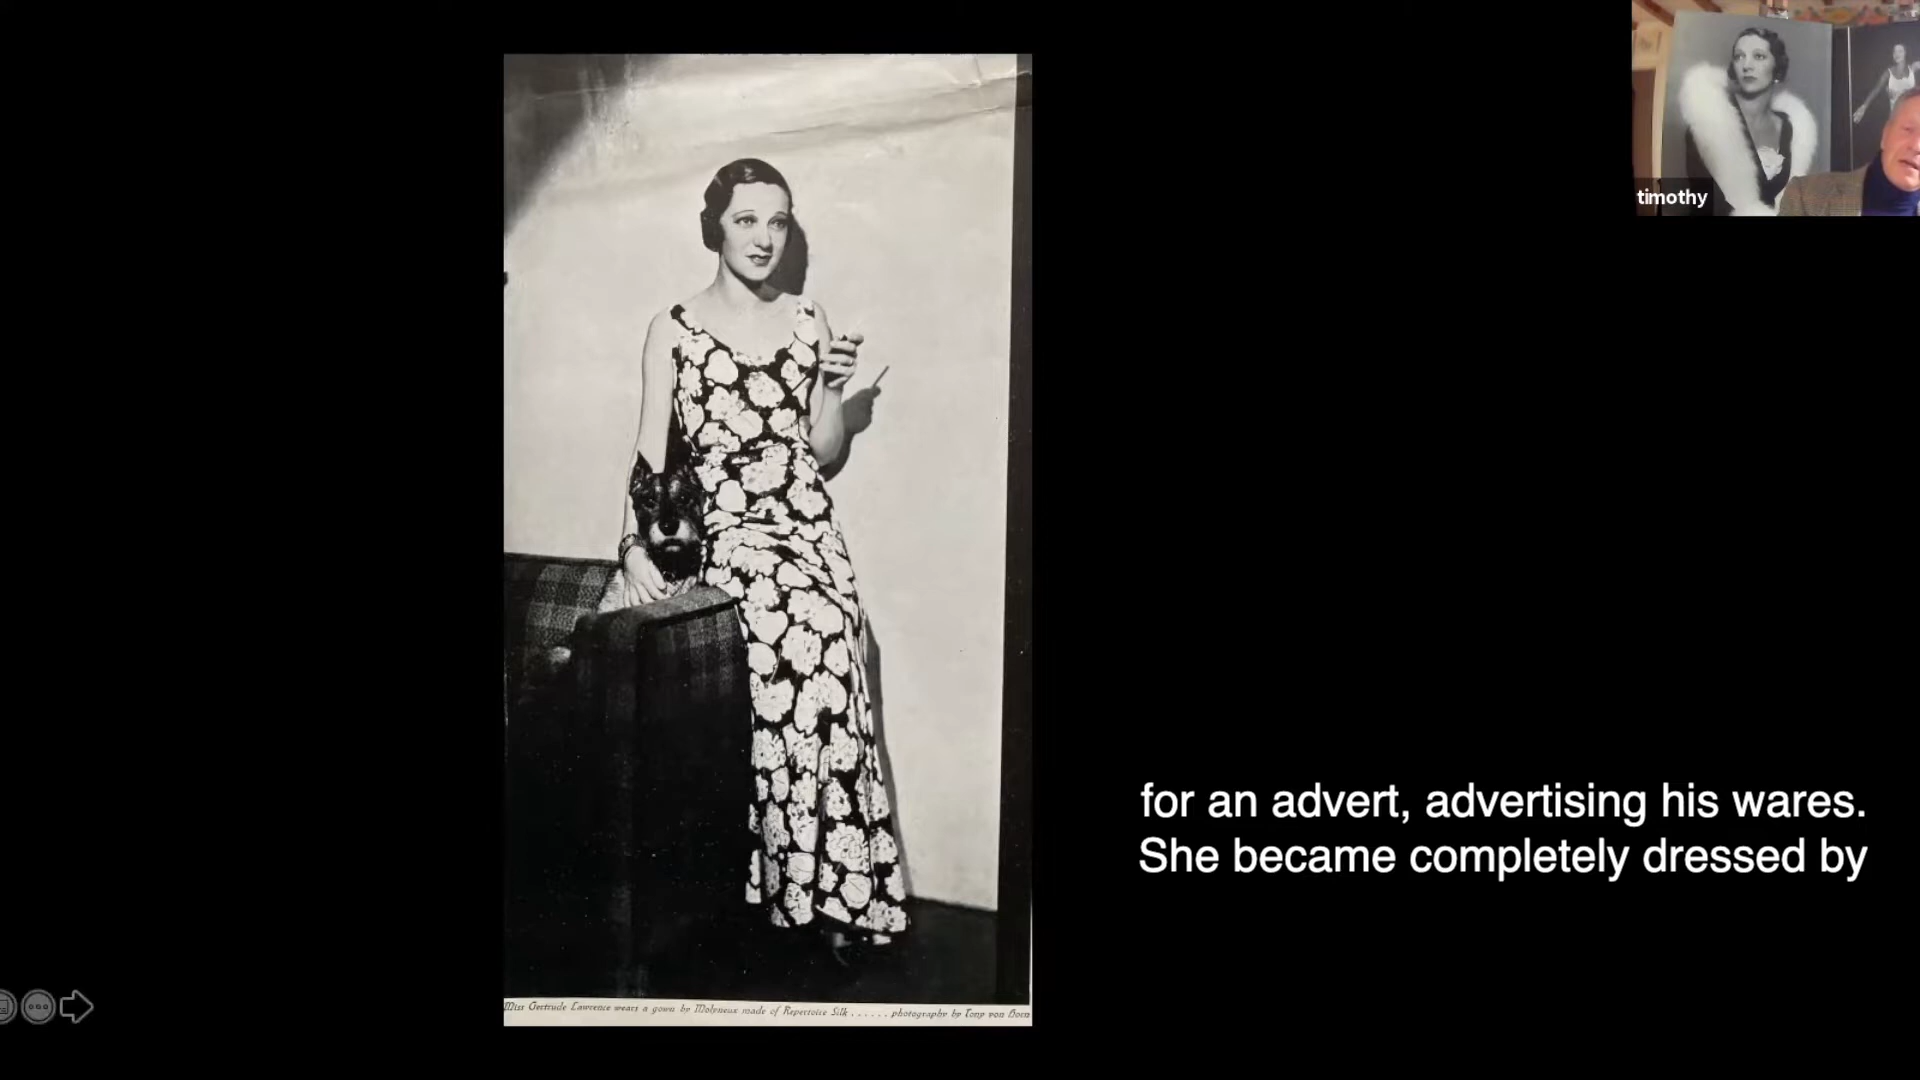 timothy
for an advert, advertising his wares.
She became completely dressed by
Miss Gertrude Lawrence wears a gown by Molyneux made of Repertoire Silk . . . . . . photography by Tony von Horn